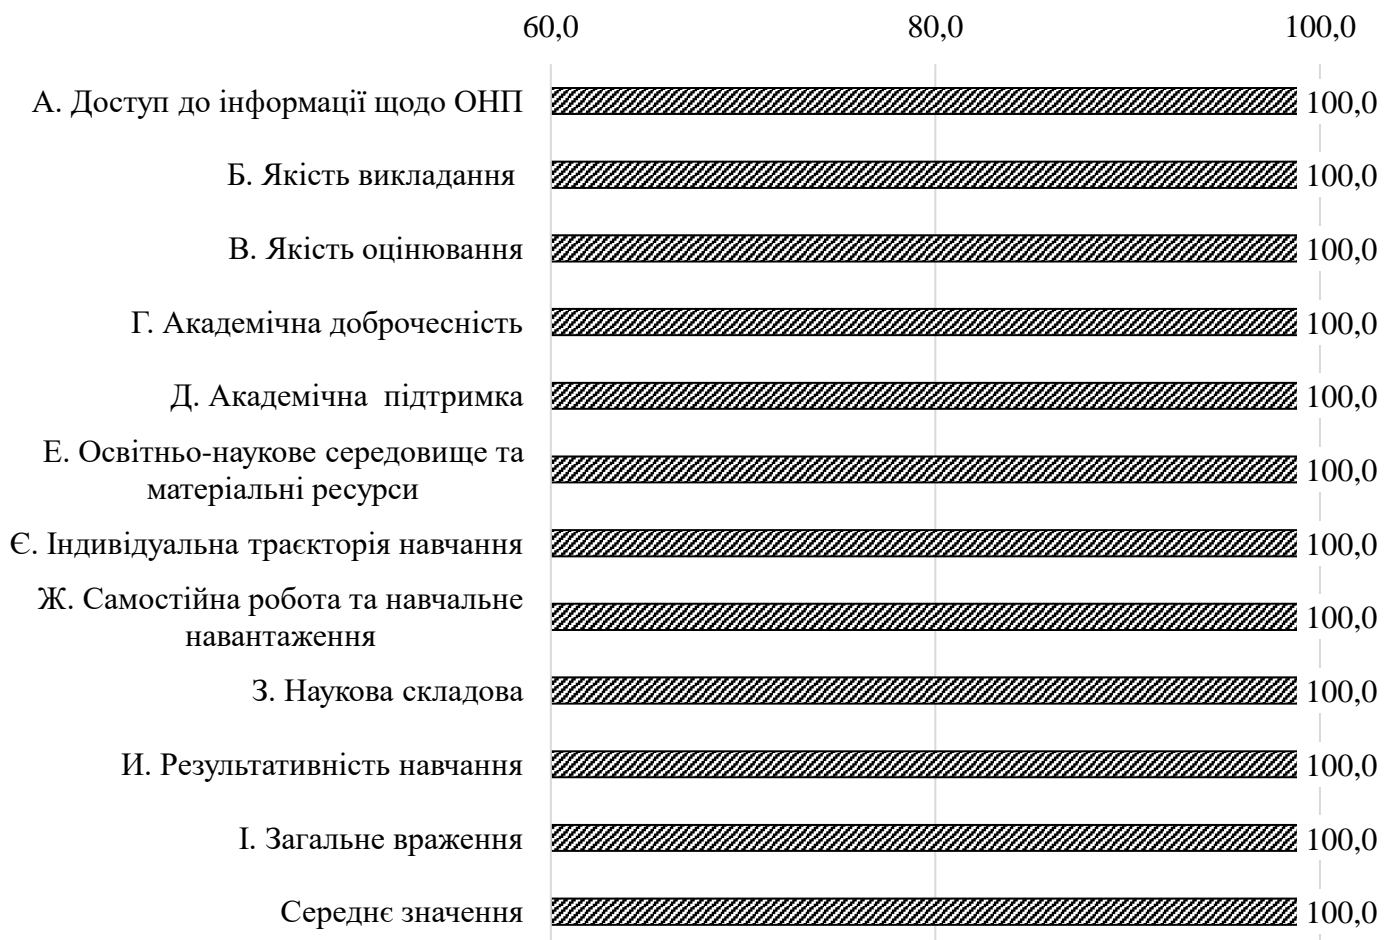 60,0 80,0 100,0
А. Доступ до інформації щодо ОНП 100,0
Б. Якість викладання 100,0
В. Якість оцінювання 100,0
Г. Академічна доброчесність 100,0
Д. Академічна підтримка 100,0
Е. Освітньо-наукове середовище та
матеріальні ресурси 100,0
Є. Індивідуальна траєкторія навчання 100,0
Ж. Самостійна робота та навчальне
навантаження 100,0
З. Наукова складова 100,0
И. Результативність навчання 100,0
І. Загальне враження 100,0
Середнє значення 100,0